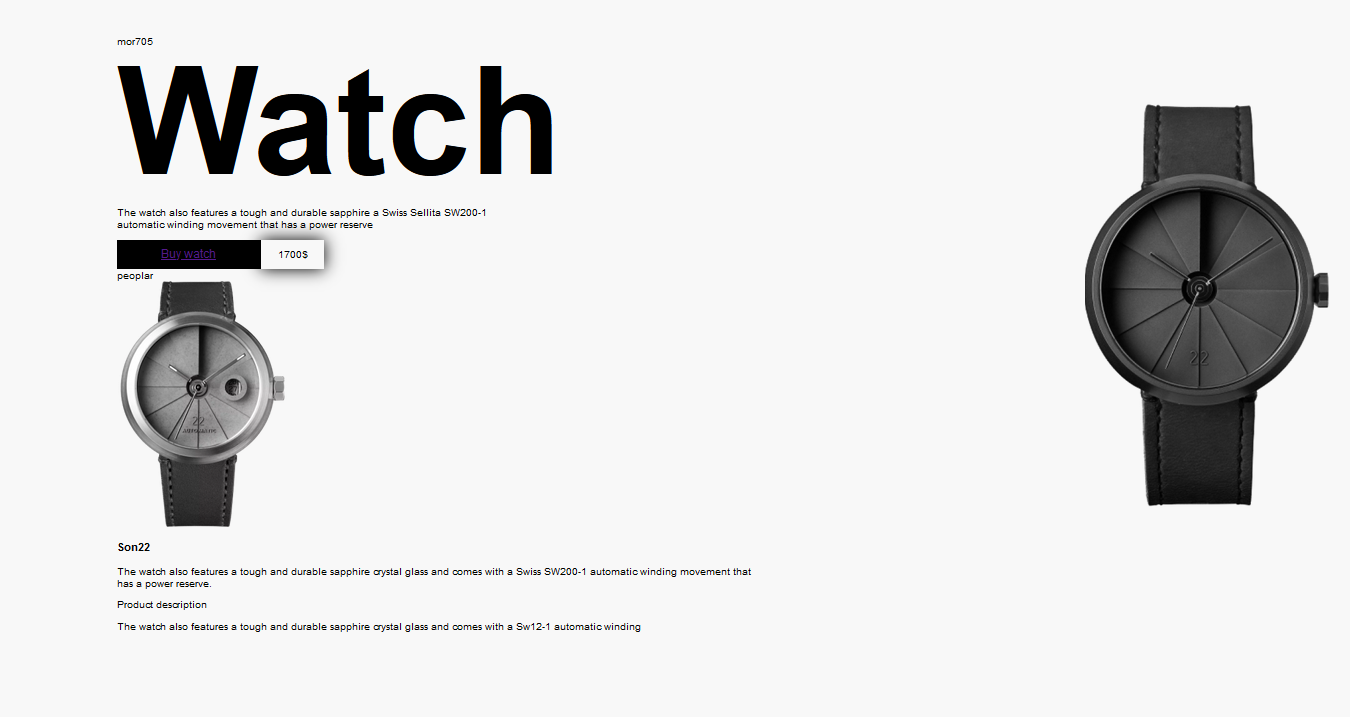 mor705
Watch
The watch also features a tough and durable sapphire a Swiss Sellita SW200-1
automatic winding movement that has a power reserve
Buy watch
1700$
peoplar
22
22
Son22
The watch also features a tough and durable sapphire crystal glass and comes with a Swiss SW200-1 automatic winding movement that
has a power reserve.
Product description
The watch also features a tough and durable sapphire crystal glass and comes with a Sw12-1 automatic winding